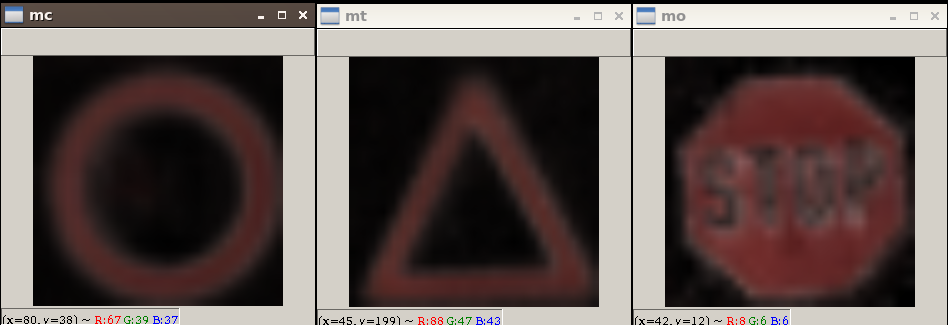 mc
mt
mo
STOP
(x=80, y=38) ~ R:67 G:39 B:37
(x=45, y=199) ~ R:88 G:47 B:43
(x=42, y=12) ~ R:8 G:6 B:6